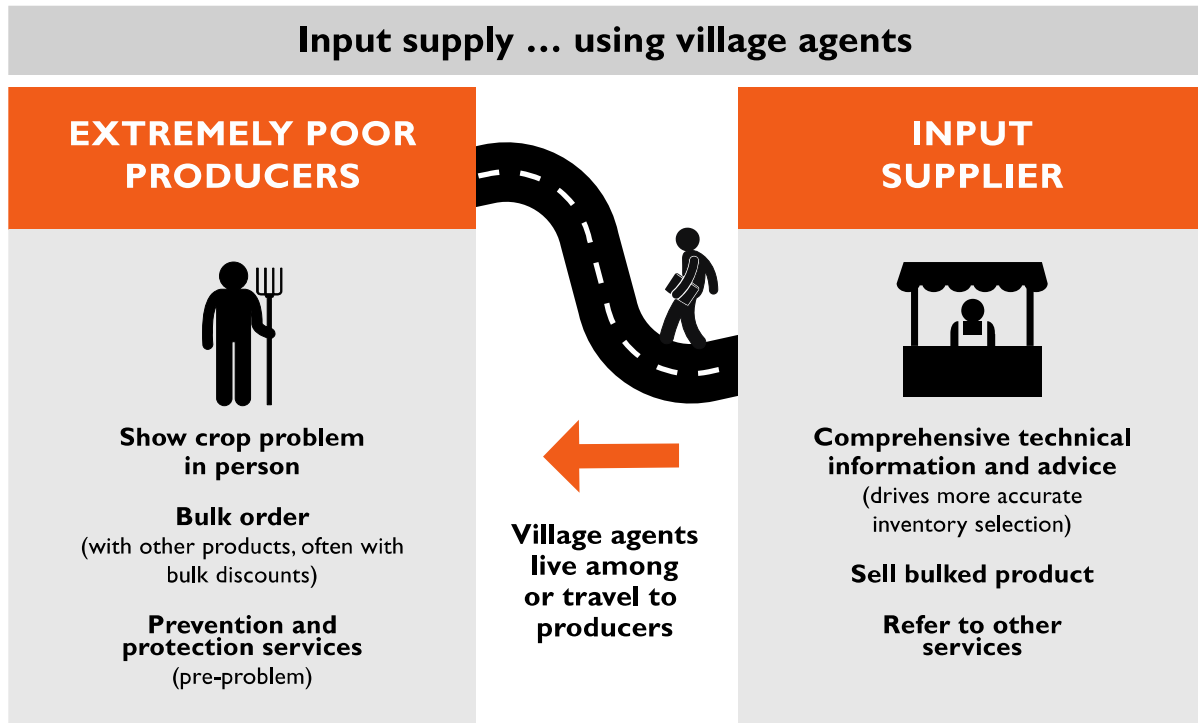 Input supply ... using village agents
EXTREMELY POOR
PRODUCERS
Show crop problem
in person
Bulk order
(with other products, often with
bulk discounts)
Prevention and
protection services
(pre-problem)
Village agents
live among
or travel to
producers
INPUT
SUPPLIER
Comprehensive technical
information and advice
(drives more accurate
inventory selection)
Sell bulked product
Refer to other
services